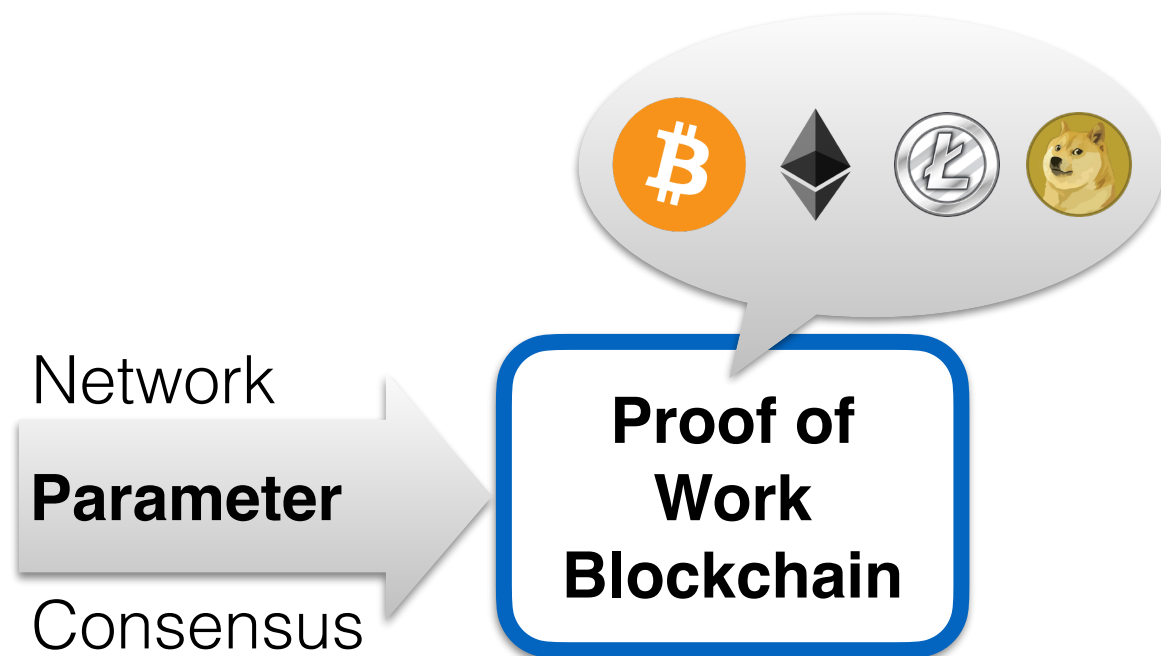 Network
Parameter
Consensus
Proof of
Work
Blockchain